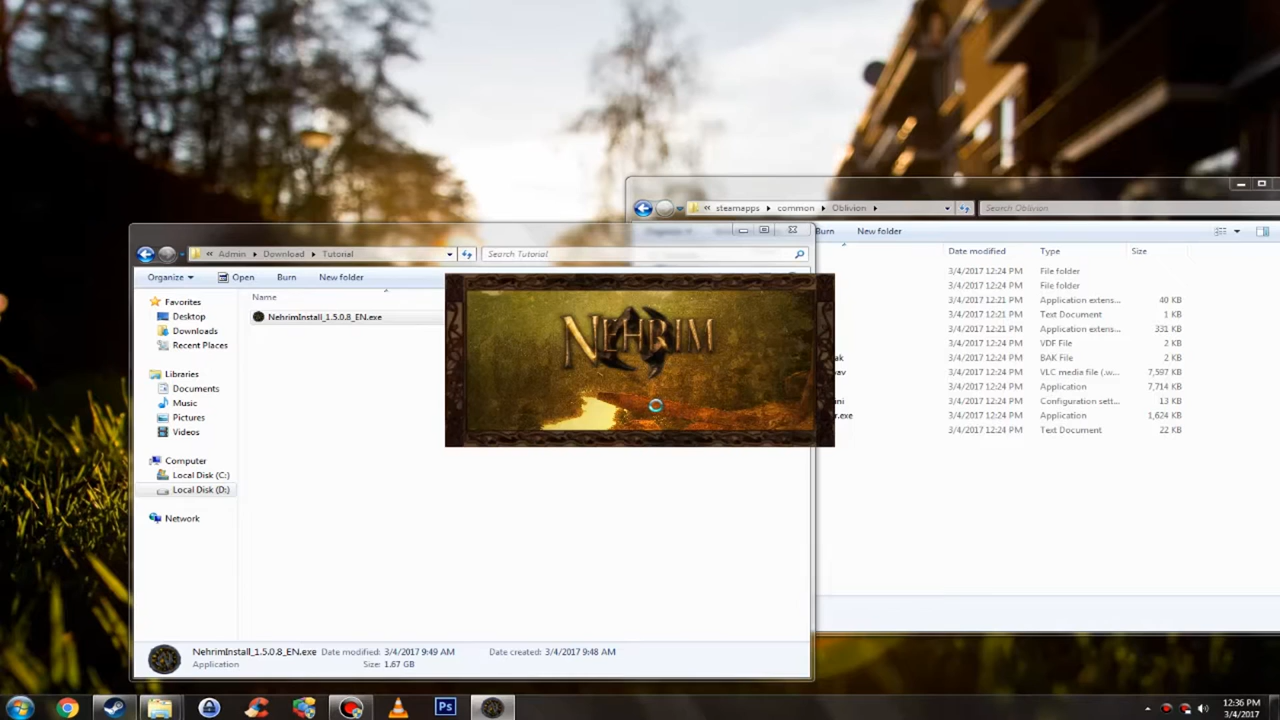 « steamapps ▸ common ▸ Oblivion ▸
Search Oblivion
« Admin ▸ Download ▸ Tutorial
Search Tutorial
Burn
New folder
Organize
Open
Burn
New folder
Date modified
Type
Size
Name
NehrimInstall_1.5.0.8_EN.exe
Favorites
Desktop
Downloads
Recent Places
Libraries
Documents
Music
Pictures
Videos
Computer
Local Disk (C:)
Local Disk (D:)
Network
NEHRIM
3/4/2017 12:24 PM File folder
3/4/2017 12:24 PM File folder
3/4/2017 12:21 PM Application extens... 40 KB
3/4/2017 12:21 PM Text Document 1 KB
3/4/2017 12:21 PM Application extens... 331 KB
3/4/2017 12:24 PM VDF File 2 KB
ak 3/4/2017 12:24 PM BAK File 2 KB
av 3/4/2017 12:24 PM VLC media file (.w... 7,597 KB
3/4/2017 12:24 PM Application 7,714 KB
ini 3/4/2017 12:24 PM Configuration sett... 13 KB
r.exe 3/4/2017 12:24 PM Application 1,624 KB
3/4/2017 12:24 PM Text Document 22 KB
NehrimInstall_1.5.0.8_EN.exe Date modified: 3/4/2017 9:49 AM Date created: 3/4/2017 9:48 AM
Application Size: 1.67 GB
Ps
12:36 PM
3/4/2017